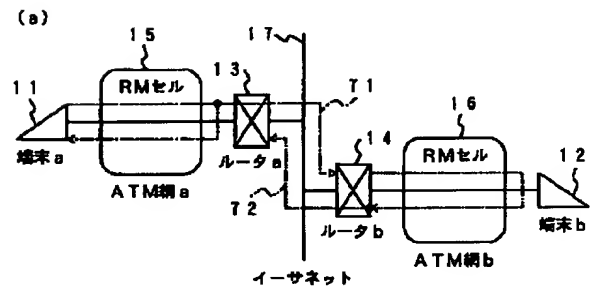 (a)
15
RMセル
11
端末a
ATM網a
13
ルータa
17
71
72
イーサネット
14
ルータb
16
RMセル
ATM網b
12
端末b